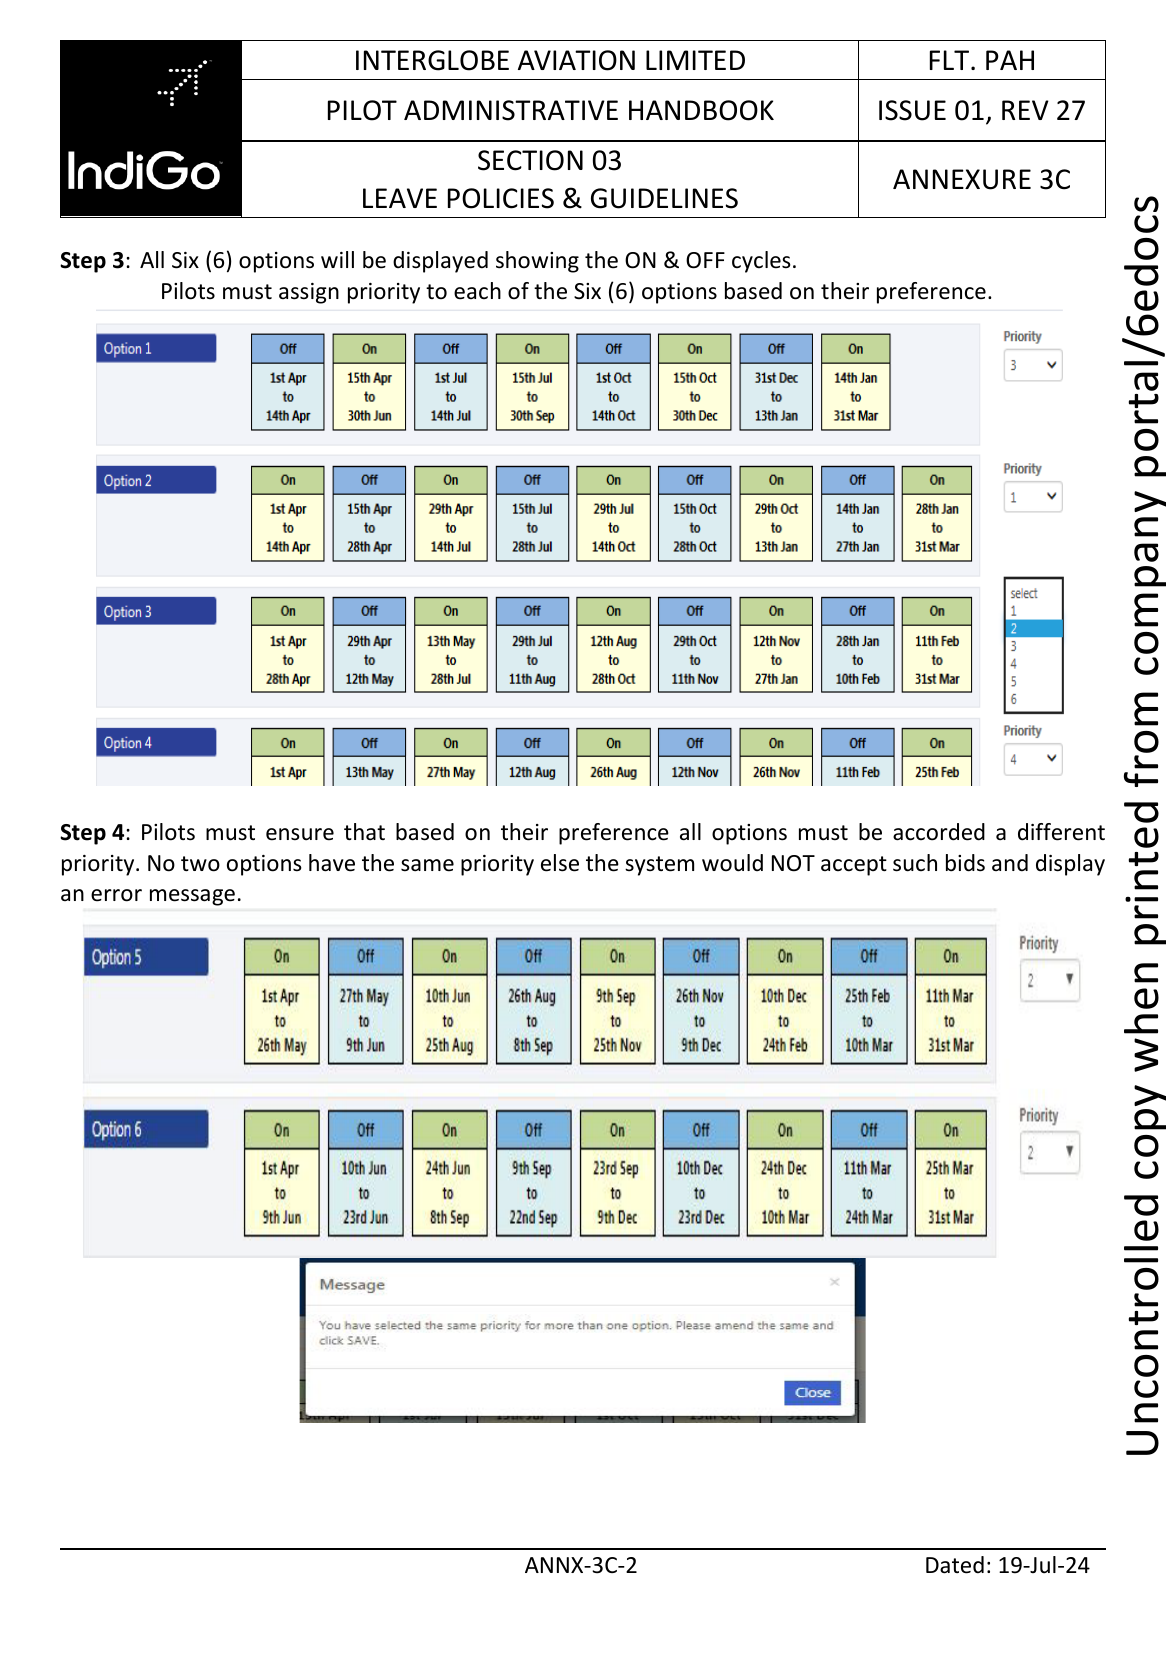 IndiGo
INTERGLOBE AVIATION LIMITED
FLT. PAH
PILOT ADMINISTRATIVE HANDBOOK
ISSUE 01, REV 27
SECTION 03
LEAVE POLICIES & GUIDELINES
ANNEXURE 3C
Step 3: All Six (6) options will be displayed showing the ON & OFF cycles.
Pilots must assign priority to each of the Six (6) options based on their preference.
Option 1
Off On Off On Off On Off On
1st Apr 15th Apr 1st Jul 15th Jul 1st Oct 15th Oct 31st Dec 14th Jan
to to to to to to to to
14th Apr 30th Jun 14th Jul 30th Sep 14th Oct 30th Dec 13th Jan 31st Mar
Priority
3
Option 2
On Off On Off On Off On Off On
1st Apr 15th Apr 29th Apr 15th Jul 29th Jul 15th Oct 29th Oct 14th Jan 28th Jan
to to to to to to to to to
14th Apr 28th Apr 14th Jul 28th Jul 14th Oct 28th Oct 13th Jan 27th Jan 31st Mar
Priority
1
Option 3
On Off On Off On Off On Off On
1st Apr 29th Apr 13th May 29th Jul 12th Aug 29th Oct 12th Nov 28th Jan 11th Feb
to to to to to to to to to
28th Apr 12th May 28th Jul 11th Aug 28th Oct 11th Nov 27th Jan 10th Feb 31st Mar
select
1
2
3
4
5
6
Option 4
On Off On Off On Off On Off On
1st Apr 13th May 27th May 12th Aug 26th Aug 12th Nov 26th Nov 11th Feb 25th Feb
Priority
4
Step 4: Pilots must ensure that based on their preference all options must be accorded a different
priority. No two options have the same priority else the system would NOT accept such bids and display
an error message.
Option 5
On Off On Off On Off On Off On
1st Apr 27th May 10th Jun 26th Aug 9th Sep 26th Nov 10th Dec 25th Feb 11th Mar
to to to to to to to to to
26th May 9th Jun 25th Aug 8th Sep 25th Nov 9th Dec 24th Feb 10th Mar 31st Mar
Priority
2
Option 6
On Off On Off On Off On Off On
1st Apr 10th Jun 24th Jun 9th Sep 23rd Sep 10th Dec 24th Dec 11th Mar 25th Mar
to to to to to to to to to
9th Jun 23rd Jun 8th Sep 22nd Sep 9th Dec 23rd Dec 10th Mar 24th Mar 31st Mar
Priority
2
Message
You have selected the same priority for more than one option. Please amend the same and
click SAVE.
Close
ANNX-3C-2
Dated: 19-Jul-24
Uncontrolled copy when printed from company portal/6edocs